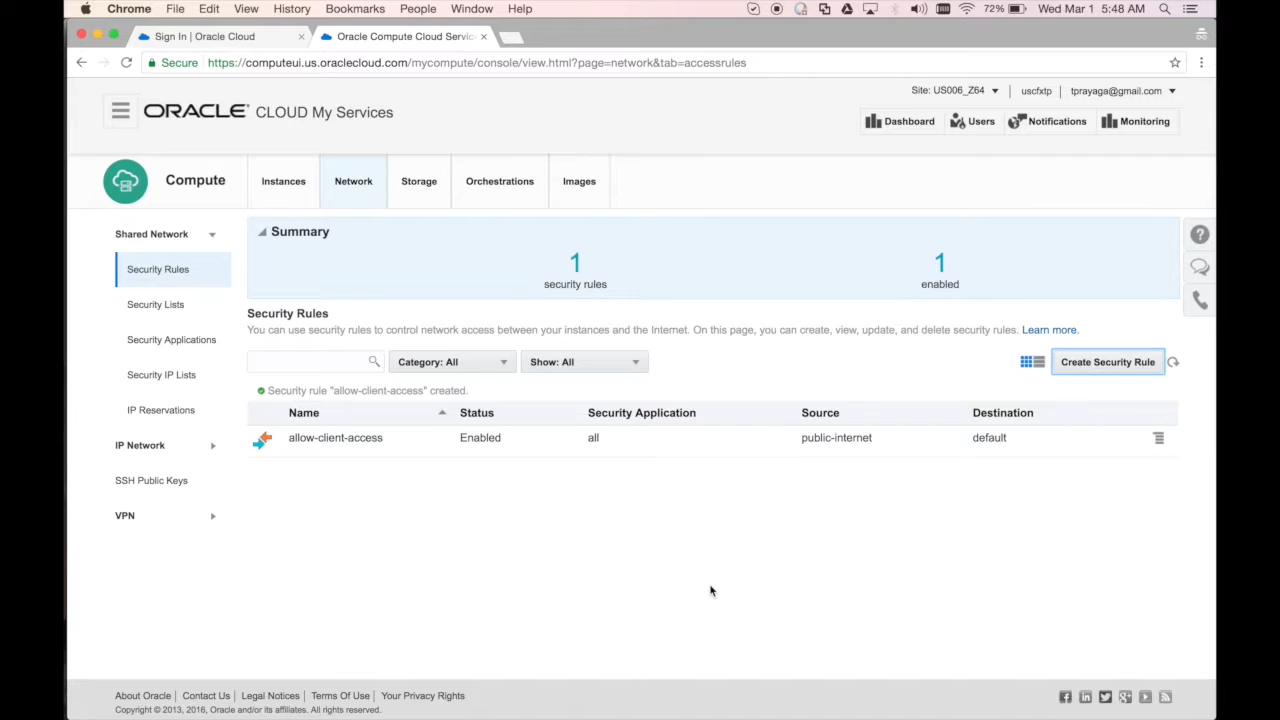 Chrome File Edit View History Bookmarks People Window Help 72% Wed Mar 1 5:48 AM
Sign In | Oracle Cloud Oracle Compute Cloud Servic
Secure https://computeui.us.oraclecloud.com/mycompute/console/view.html?page=network&tab=accessrules
Site: US006_Z64 uscfxtp tprayaga@gmail.com
ORACLE® CLOUD My Services
Dashboard Users Notifications Monitoring
Compute Instances Network Storage Orchestrations Images
Shared Network
Security Rules
Security Lists
Security Applications
Security IP Lists
IP Reservations
IP Network
SSH Public Keys
VPN
Summary
1 1
security rules enabled
Security Rules
You can use security rules to control network access between your instances and the Internet. On this page, you can create, view, update, and delete security rules. Learn more.
Category: All Show: All Create Security Rule
Security rule "allow-client-access" created.
Name Status Security Application Source Destination
allow-client-access Enabled all public-internet default
About Oracle | Contact Us | Legal Notices | Terms Of Use | Your Privacy Rights
Copyright © 2013, 2016, Oracle and/or its affiliates. All rights reserved.